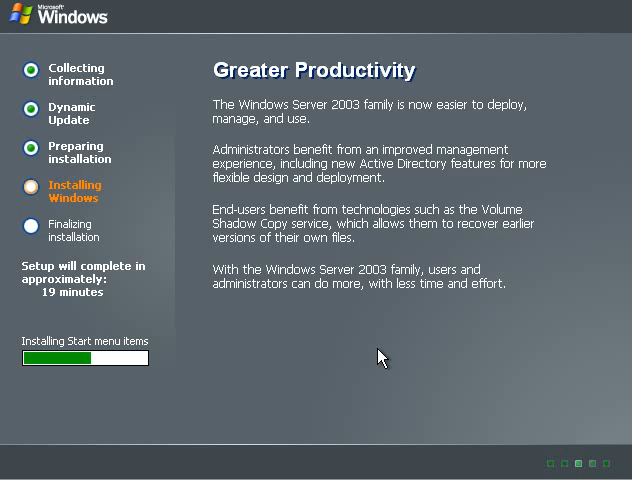 Microsoft
Windows
Collecting
information
Dynamic
Update
Preparing
installation
Installing
Windows
Finalizing
installation
Setup will complete in
approximately:
19 minutes
Installing Start menu items
Greater Productivity
The Windows Server 2003 family is now easier to deploy,
manage, and use.
Administrators benefit from an improved management
experience, including new Active Directory features for more
flexible design and deployment.
End-users benefit from technologies such as the Volume
Shadow Copy service, which allows them to recover earlier
versions of their own files.
With the Windows Server 2003 family, users and
administrators can do more, with less time and effort.